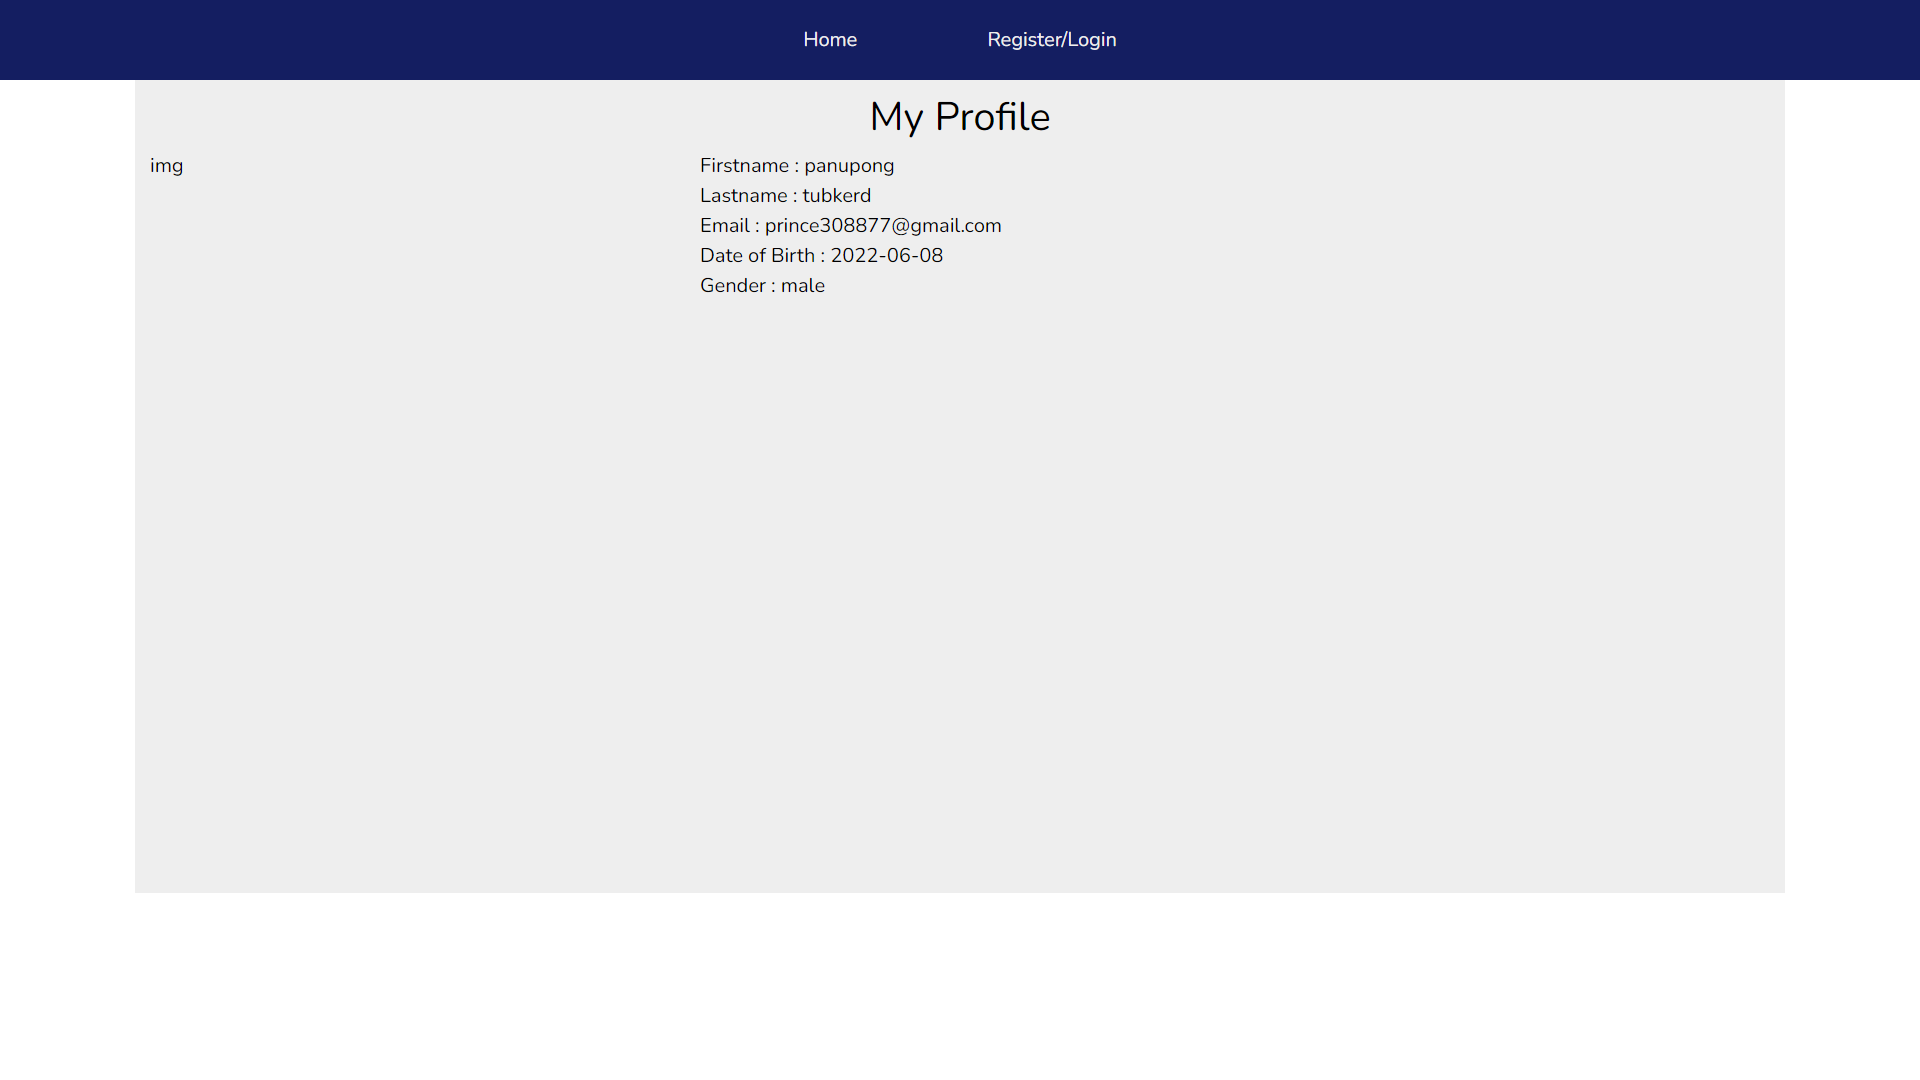 Home Register/Login
My Profile
img
Firstname : panupong
Lastname : tubkerd
Email : prince308877@gmail.com
Date of Birth : 2022-06-08
Gender : male